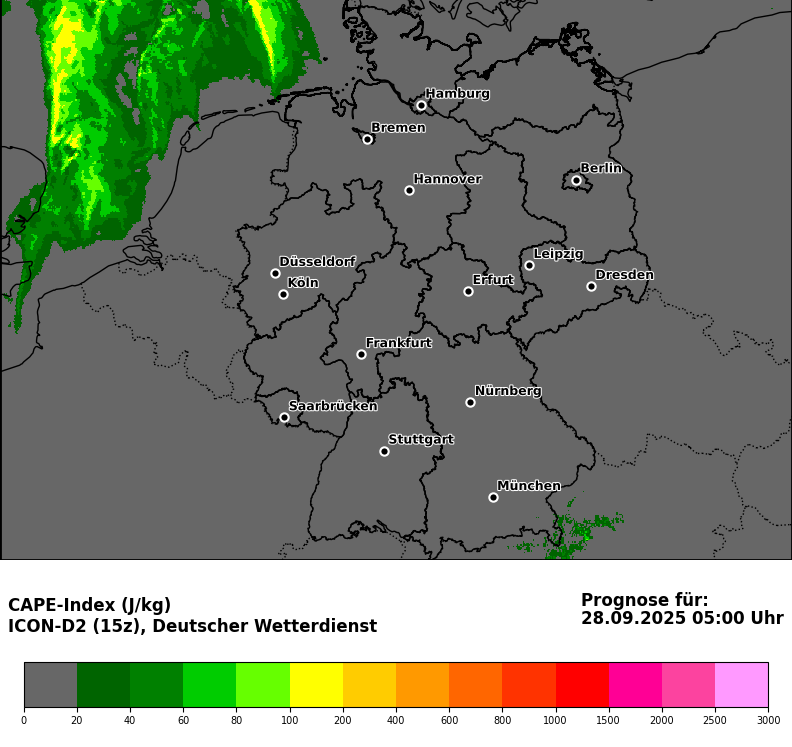 Hamburg
Bremen
Berlin
Hannover
Leipzig
Düsseldorf
Dresden
Köln
Erfurt
Frankfurt
Nürnberg
Saarbrücken
Stuttgart
München
CAPE-Index (J/kg)
ICON-D2 (15z), Deutscher Wetterdienst
Prognose für:
28.09.2025 05:00 Uhr
0 20 40 60 80 100 200 400 600 800 1000 1500 2000 2500 3000